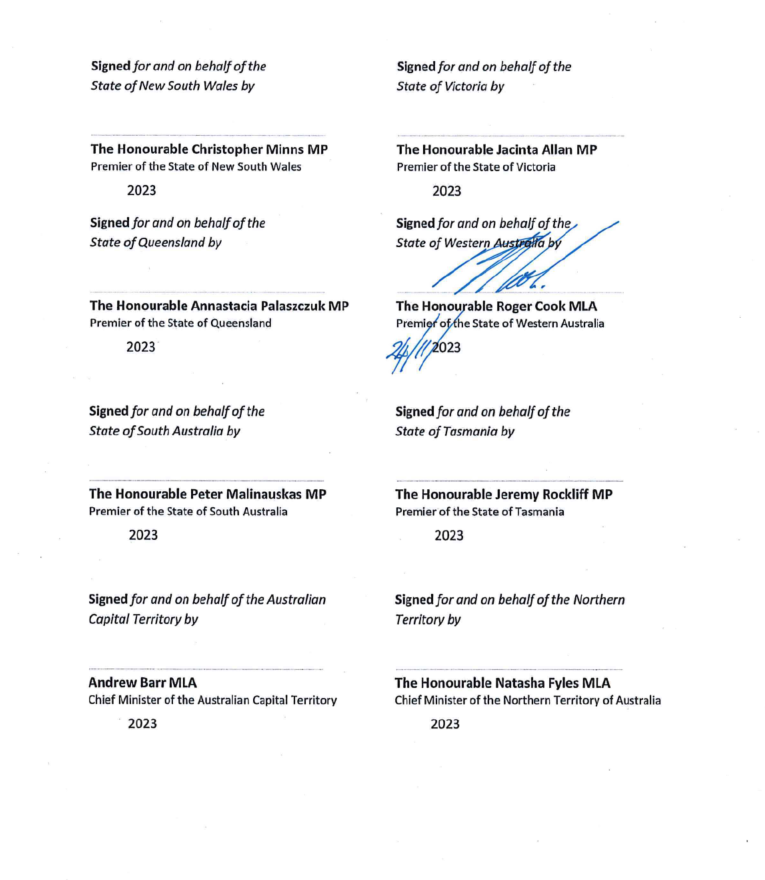 Signed for and on behalf of the
State of New South Wales by
The Honourable Christopher Minns MP
Premier of the State of New South Wales
2023
Signed for and on behalf of the
State of Victoria by
The Honourable Jacinta Allan MP
Premier of the State of Victoria
2023
Signed for and on behalf of the
State of Queensland by
The Honourable Annastacia Palaszczuk MP
Premier of the State of Queensland
2023
Signed for and on behalf of the
State of Western Australia by
The Honourable Roger Cook MLA
Premier of the State of Western Australia
24/11/2023
Signed for and on behalf of the
State of South Australia by
The Honourable Peter Malinauskas MP
Premier of the State of South Australia
2023
Signed for and on behalf of the
State of Tasmania by
The Honourable Jeremy Rockliff MP
Premier of the State of Tasmania
2023
Signed for and on behalf of the Australian
Capital Territory by
Andrew Barr MLA
Chief Minister of the Australian Capital Territory
2023
Signed for and on behalf of the Northern
Territory by
The Honourable Natasha Fyles MLA
Chief Minister of the Northern Territory of Australia
2023